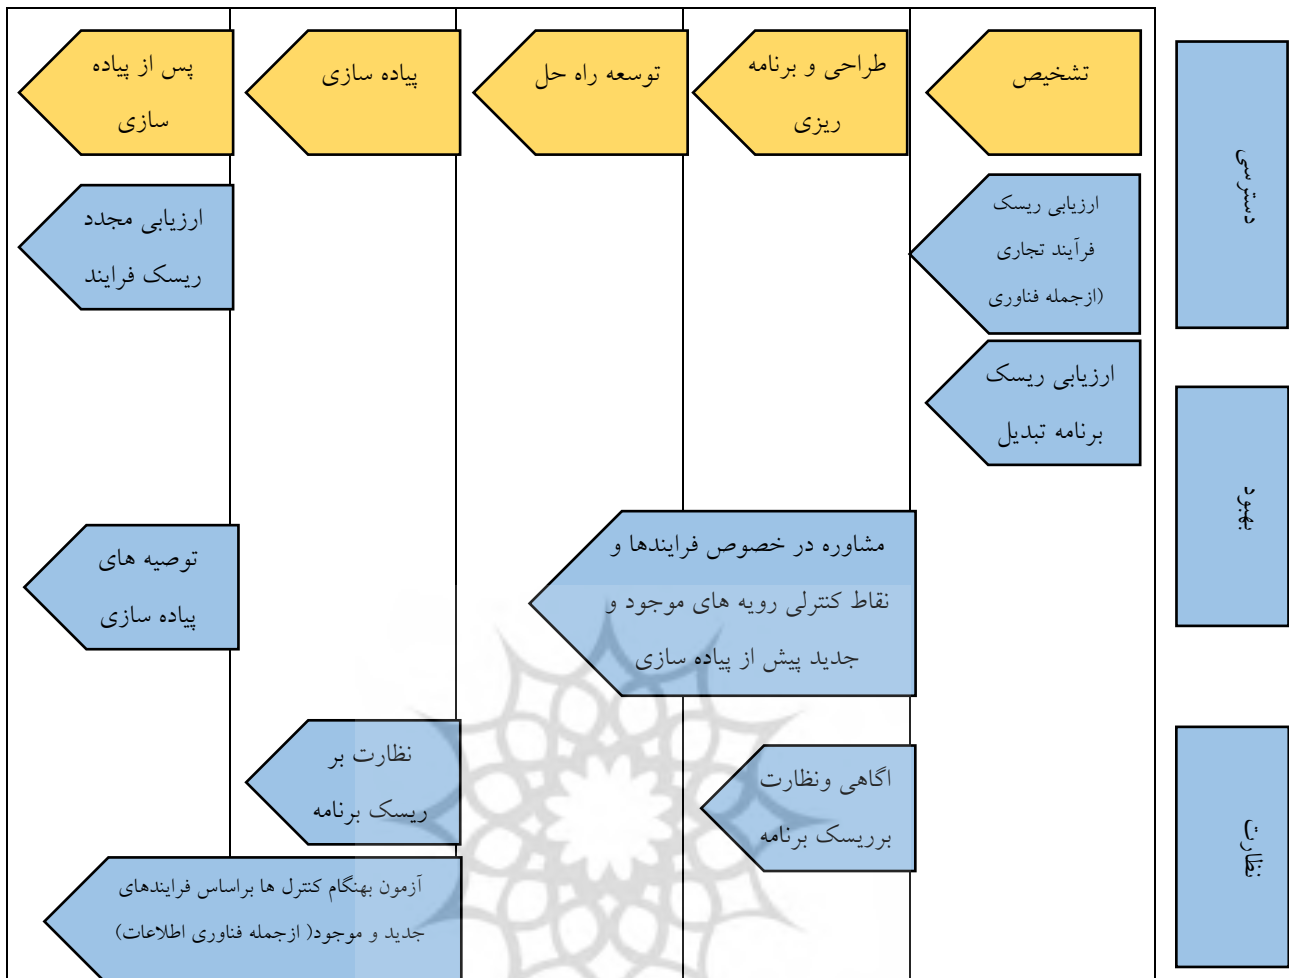 تشخیص
طراحی و برنامه
ریزی
توسعه راه حل
پیاده سازی
پس از پیاده
سازی
دسترسی
ارزیابی ریسک
فرآیند تجاری
(ازجمله فناوری
ارزیابی مجدد
ریسک فرایند
ارزیابی ریسک
برنامه تبدیل
بهبود
مشاوره در خصوص فرایندها و
نقاط کنترلی رویه های موجود و
جدید پیش از پیاده سازی
توصیه های
پیاده سازی
نظارت
اگاهی ونظارت
برریسک برنامه
نظارت بر
ریسک برنامه
آزمون بهنگام کنترل ها براساس فرایندهای
جدید و موجود( ازجمله فناوری اطلاعات)